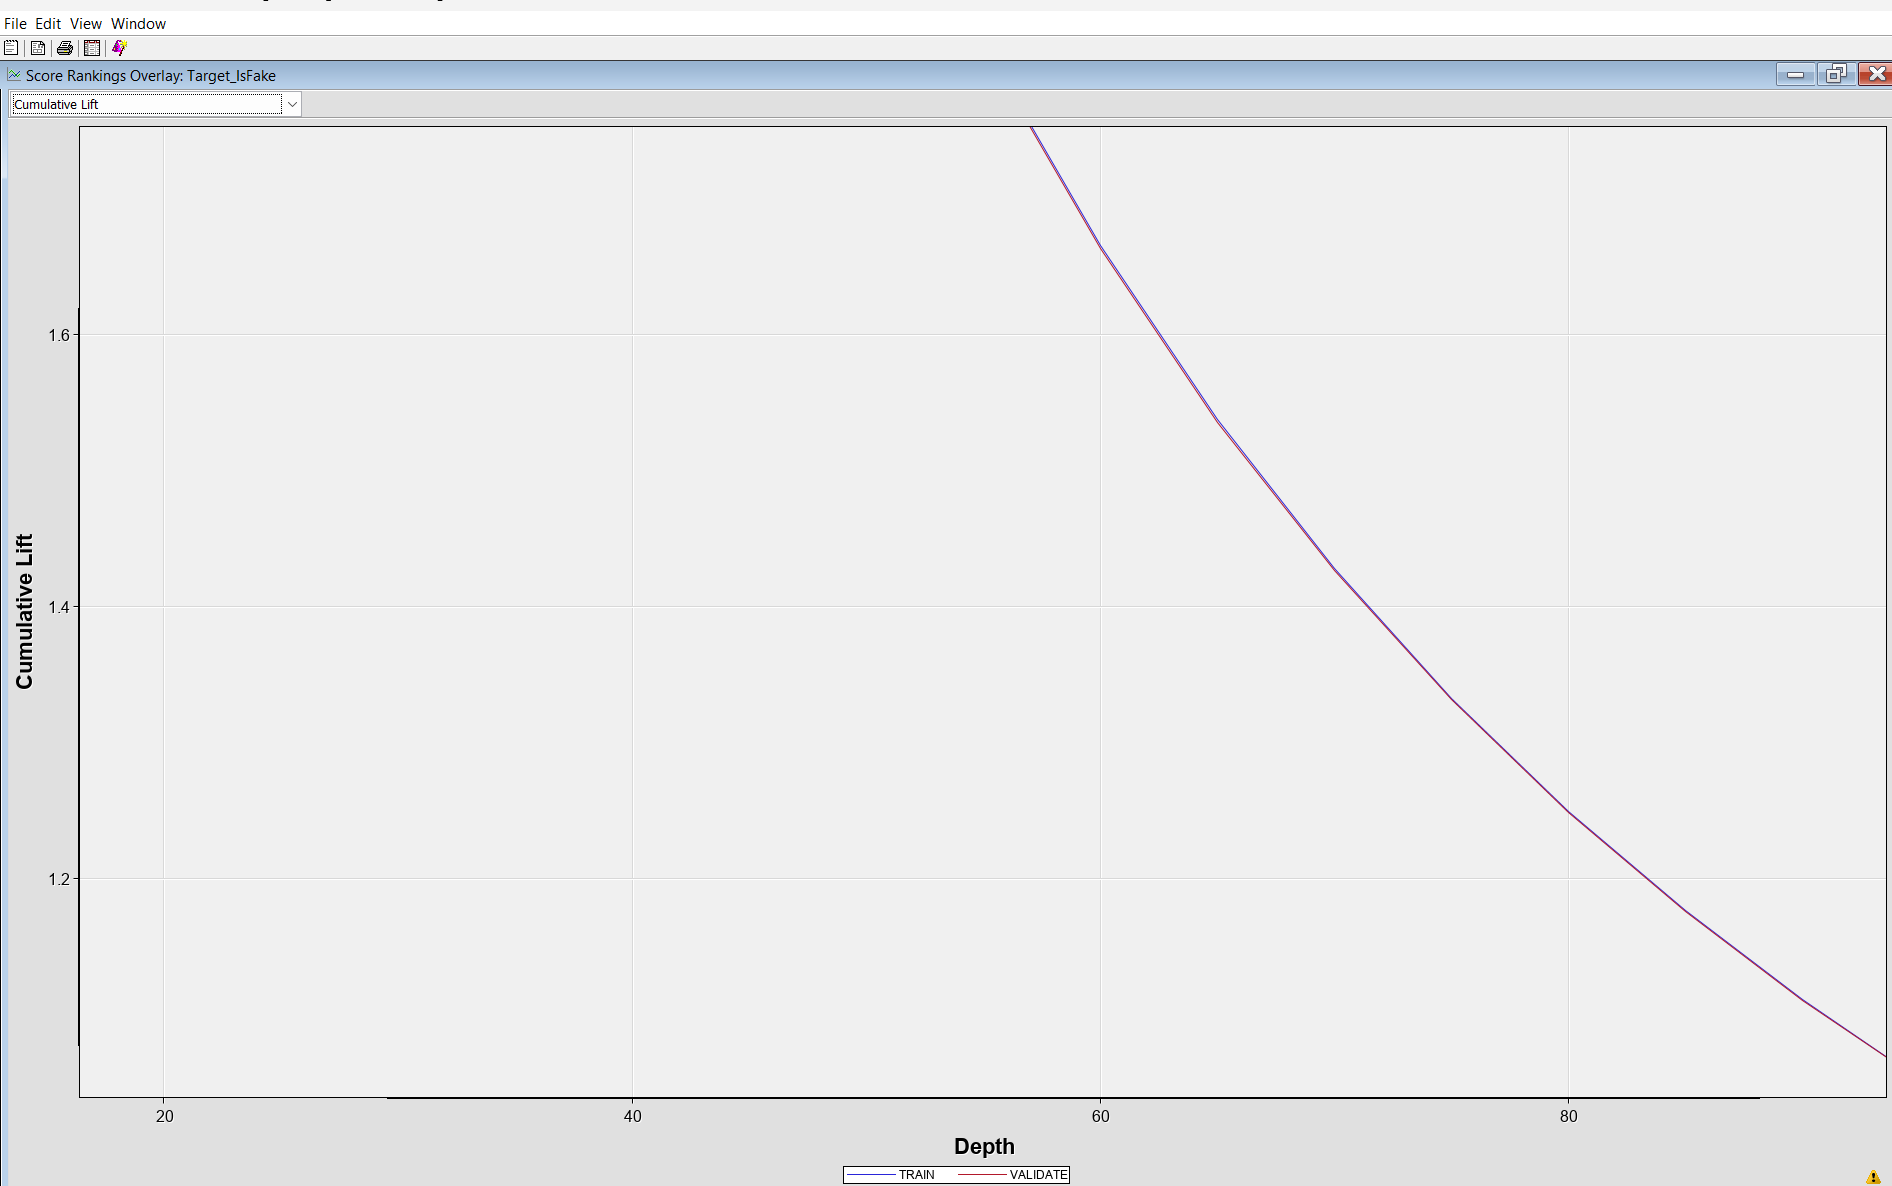 File Edit View Window
Score Rankings Overlay: Target_IsFake
Cumulative Lift
Cumulative Lift
1.6
1.4
1.2
20 40 60 80
Depth
TRAIN VALIDATE